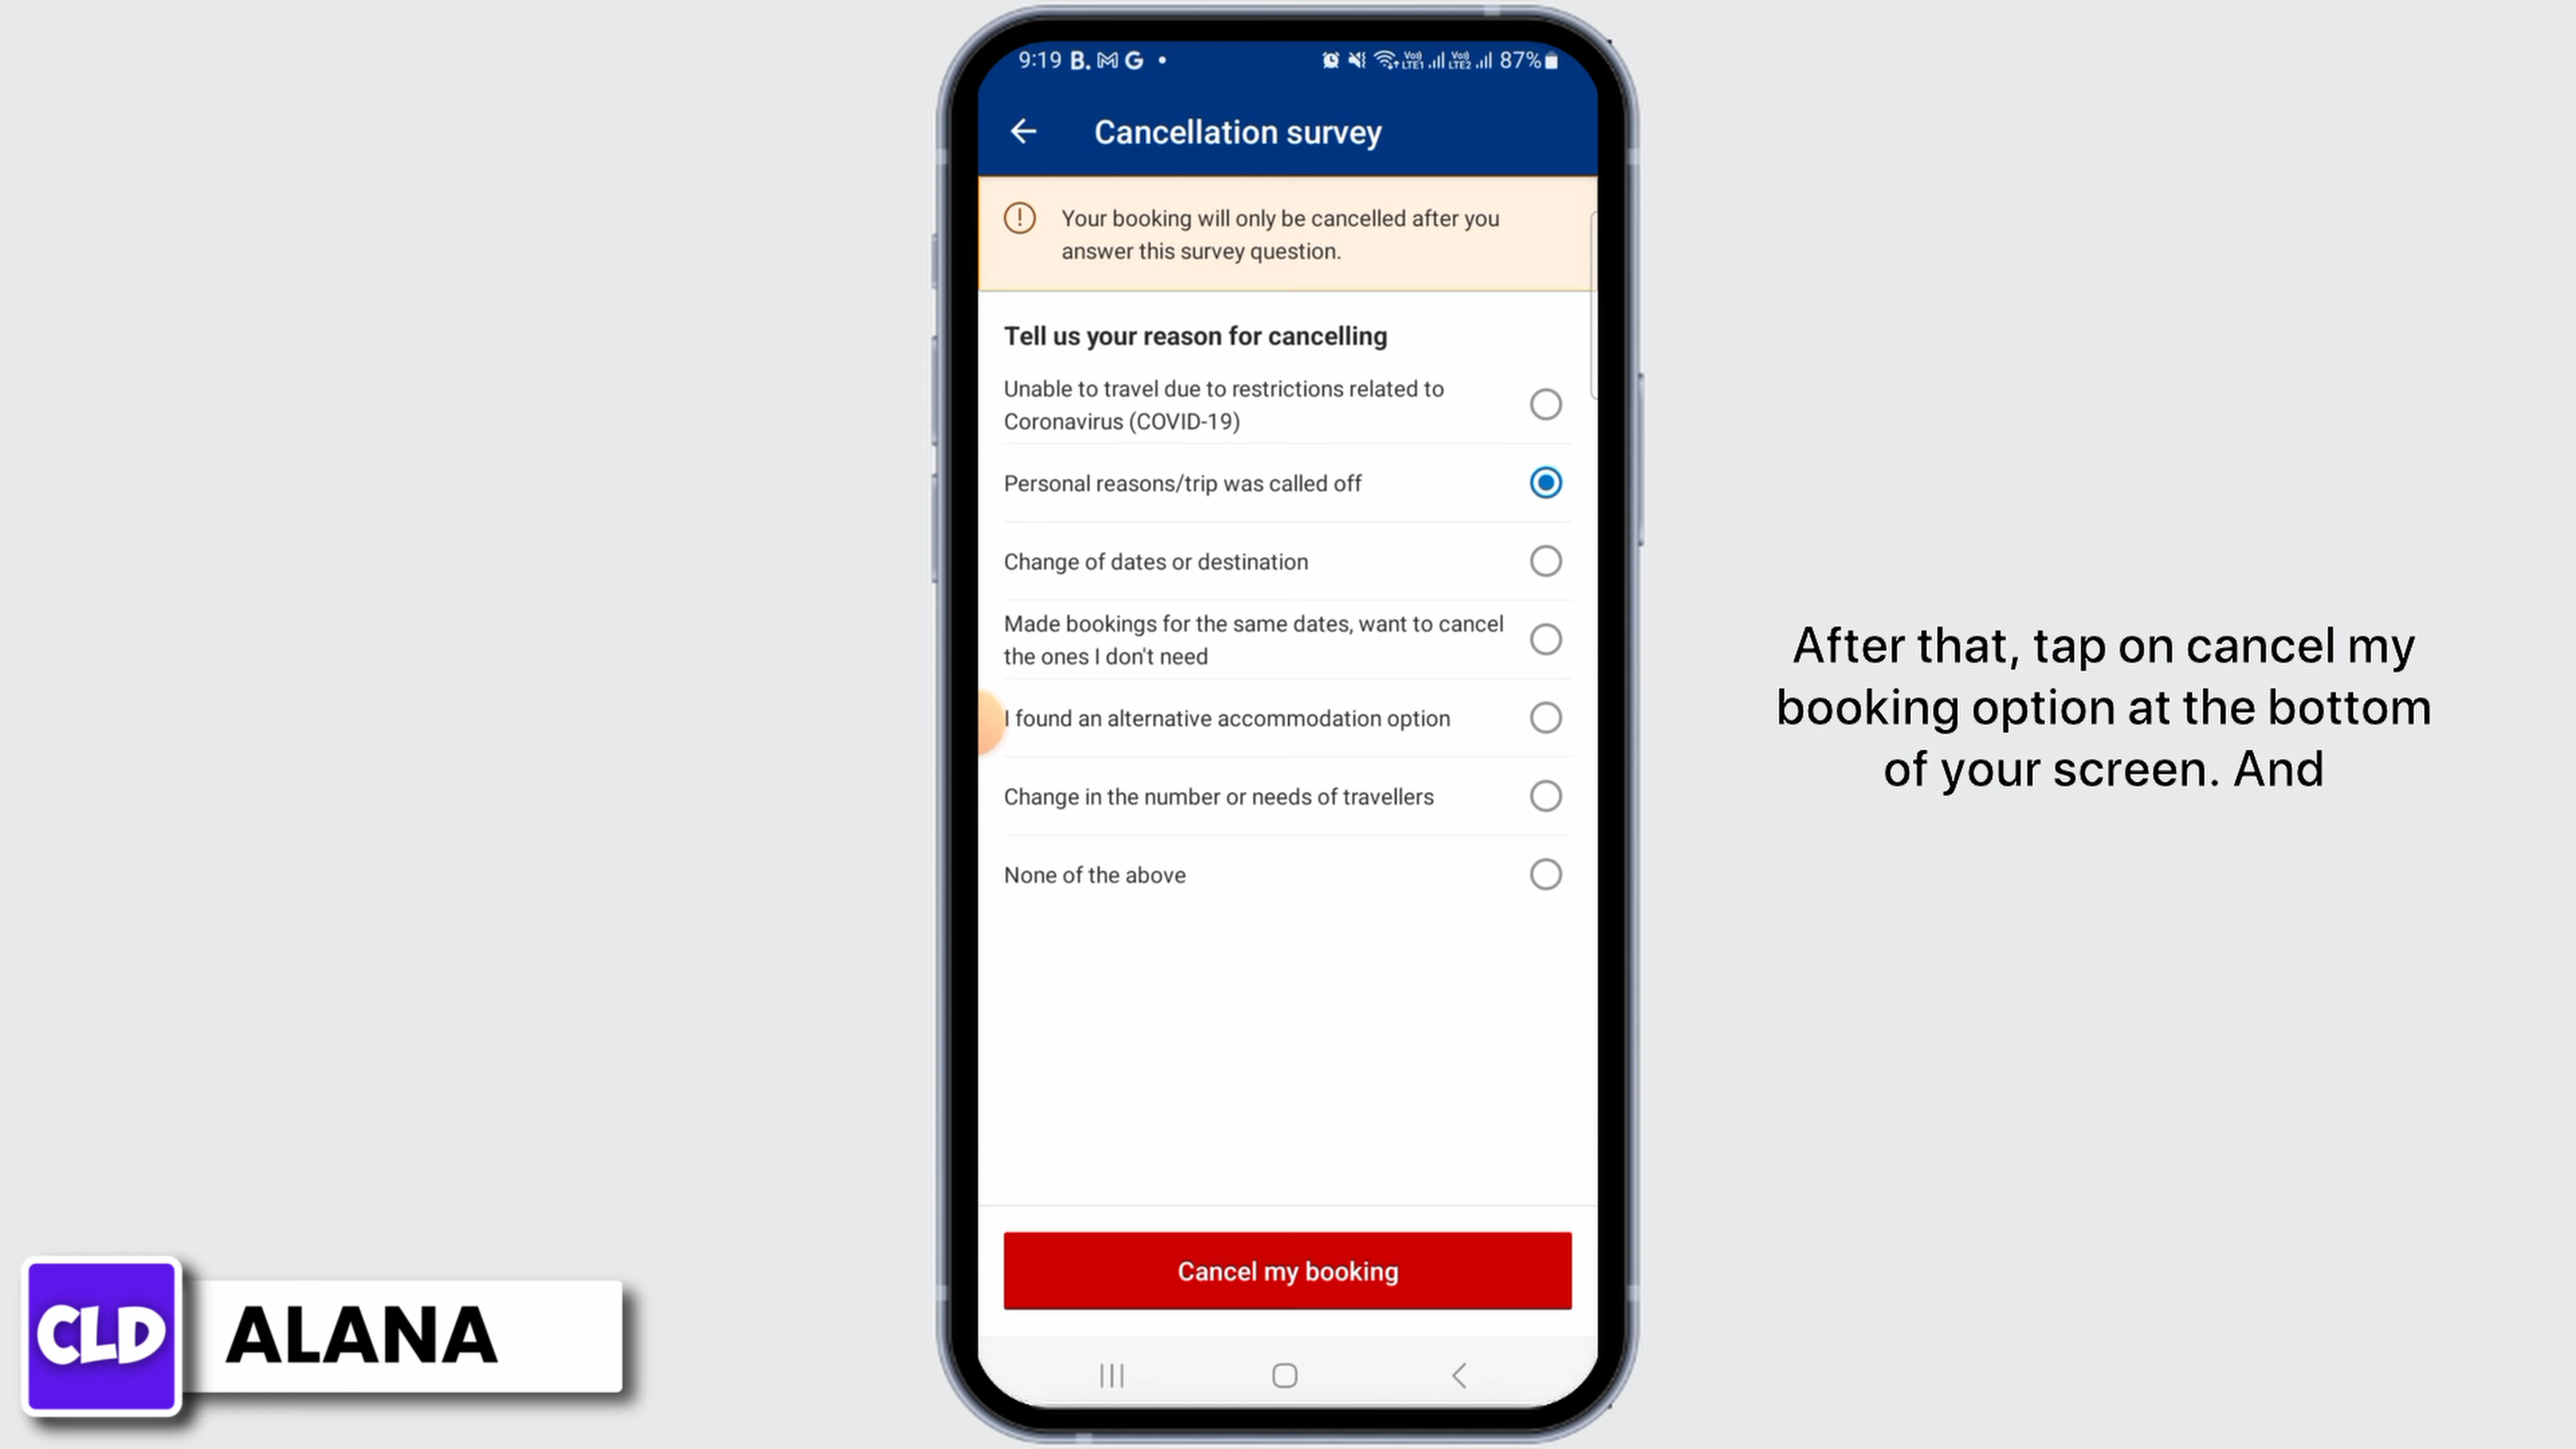 9:19 B. M G • Vo) LTE1 Vo) LTE2 87%
Cancellation survey
Your booking will only be cancelled after you
answer this survey question.
Tell us your reason for cancelling
Unable to travel due to restrictions related to
Coronavirus (COVID-19)
Personal reasons/trip was called off
Change of dates or destination
Made bookings for the same dates, want to cancel
the ones I don't need
I found an alternative accommodation option
Change in the number or needs of travellers
None of the above
Cancel my booking
After that, tap on cancel my
booking option at the bottom
of your screen. And
CLD ALANA